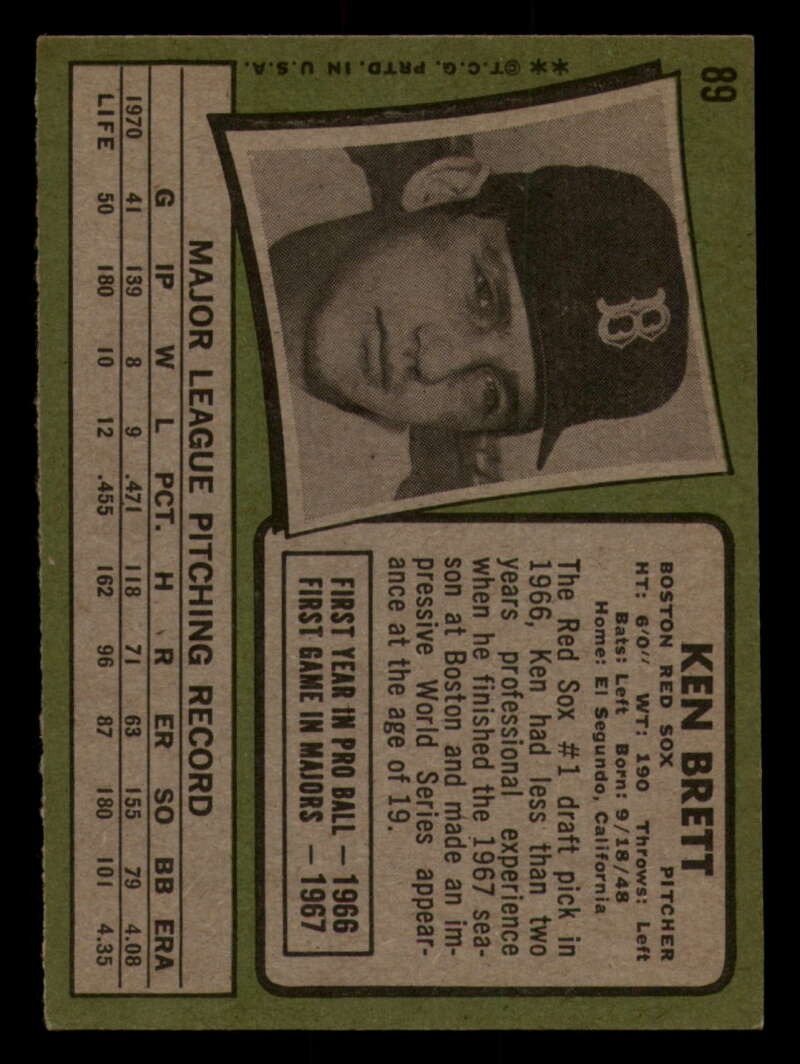 89
KEN BRETT
BOSTON RED SOX PITCHER
HT: 6'0" WT: 190 Throws: Left
Bats: Left Born: 9/18/48
Home: El Segundo, California
The Red Sox #1 draft pick in
1966, Ken had less than two
years professional experience
when he finished the 1967 sea-
son at Boston and made an im-
pressive World Series appear-
ance at the age of 19.
FIRST YEAR IN PRO BALL — 1966
FIRST GAME IN MAJORS — 1967
B
MAJOR LEAGUE PITCHING RECORD
G IP W L PCT. H R ER SO BB ERA
1970 41 139 8 9 .471 118 71 63 155 79 4.08
LIFE 50 180 10 12 .455 162 96 87 180 101 4.35
** ©T.C.G. PRTD. IN U.S.A.